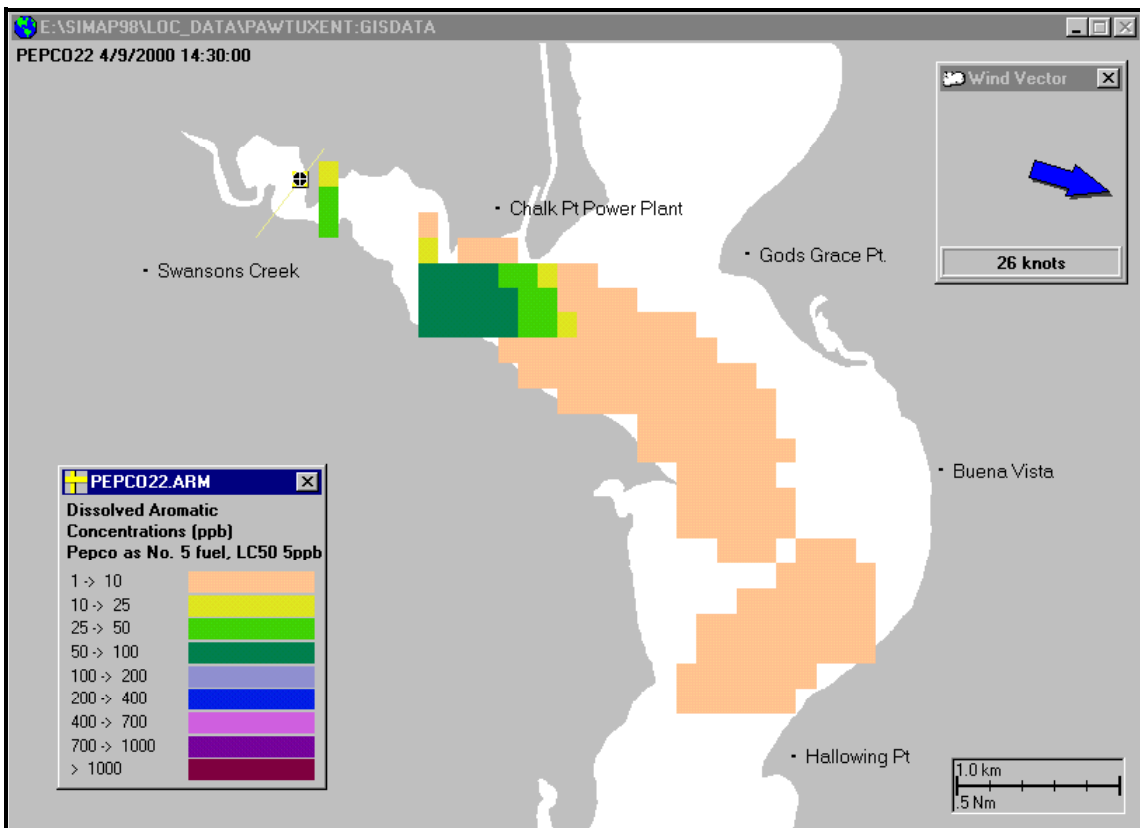 E:\SIMAP98\LOC_DATA\PAWTUXENT:GISDATA
PEPCO22 4/9/2000 14:30:00
Wind Vector
26 knots
Chalk Pt Power Plant
Gods Grace Pt.
Swansons Creek
Buena Vista
Hallowing Pt
PEPCO22.ARM
Dissolved Aromatic
Concentrations (ppb)
Pepco as No. 5 fuel, LC50 5ppb
1 -> 10
10 -> 25
25 -> 50
50 -> 100
100 -> 200
200 -> 400
400 -> 700
700 -> 1000
> 1000
1.0 km
.5 Nm